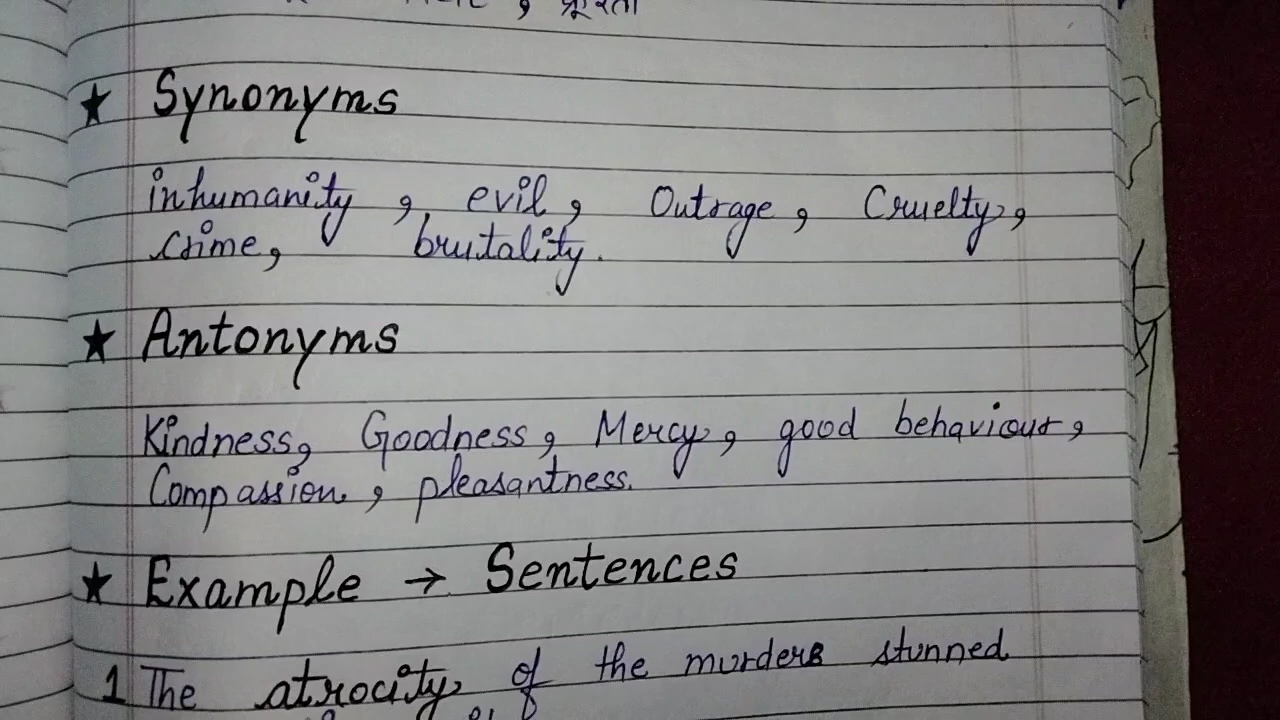 , क्रूरता
★ Synonyms
inhumanity, evil, Outrage, Cruelty,
crime, brutality.
★ Antonyms
Kindness, Goodness, Mercy, good behaviour,
Compassion, pleasantness.
★ Example → Sentences
1 The atrocity of the murders stunned